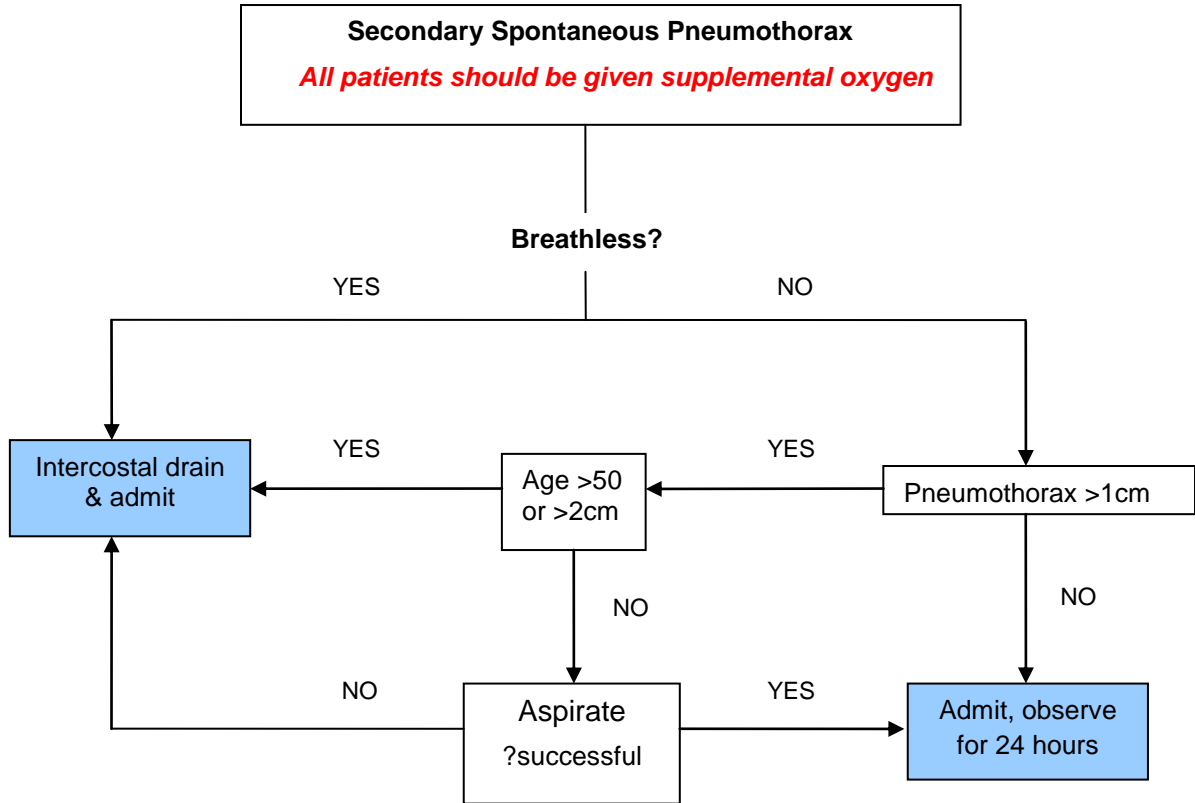 Secondary Spontaneous Pneumothorax
All patients should be given supplemental oxygen
Breathless?
YES
NO
Intercostal drain
& admit
YES
Age >50
or >2cm
YES
Pneumothorax >1cm
NO
NO
NO
Aspirate
?successful
YES
Admit, observe
for 24 hours